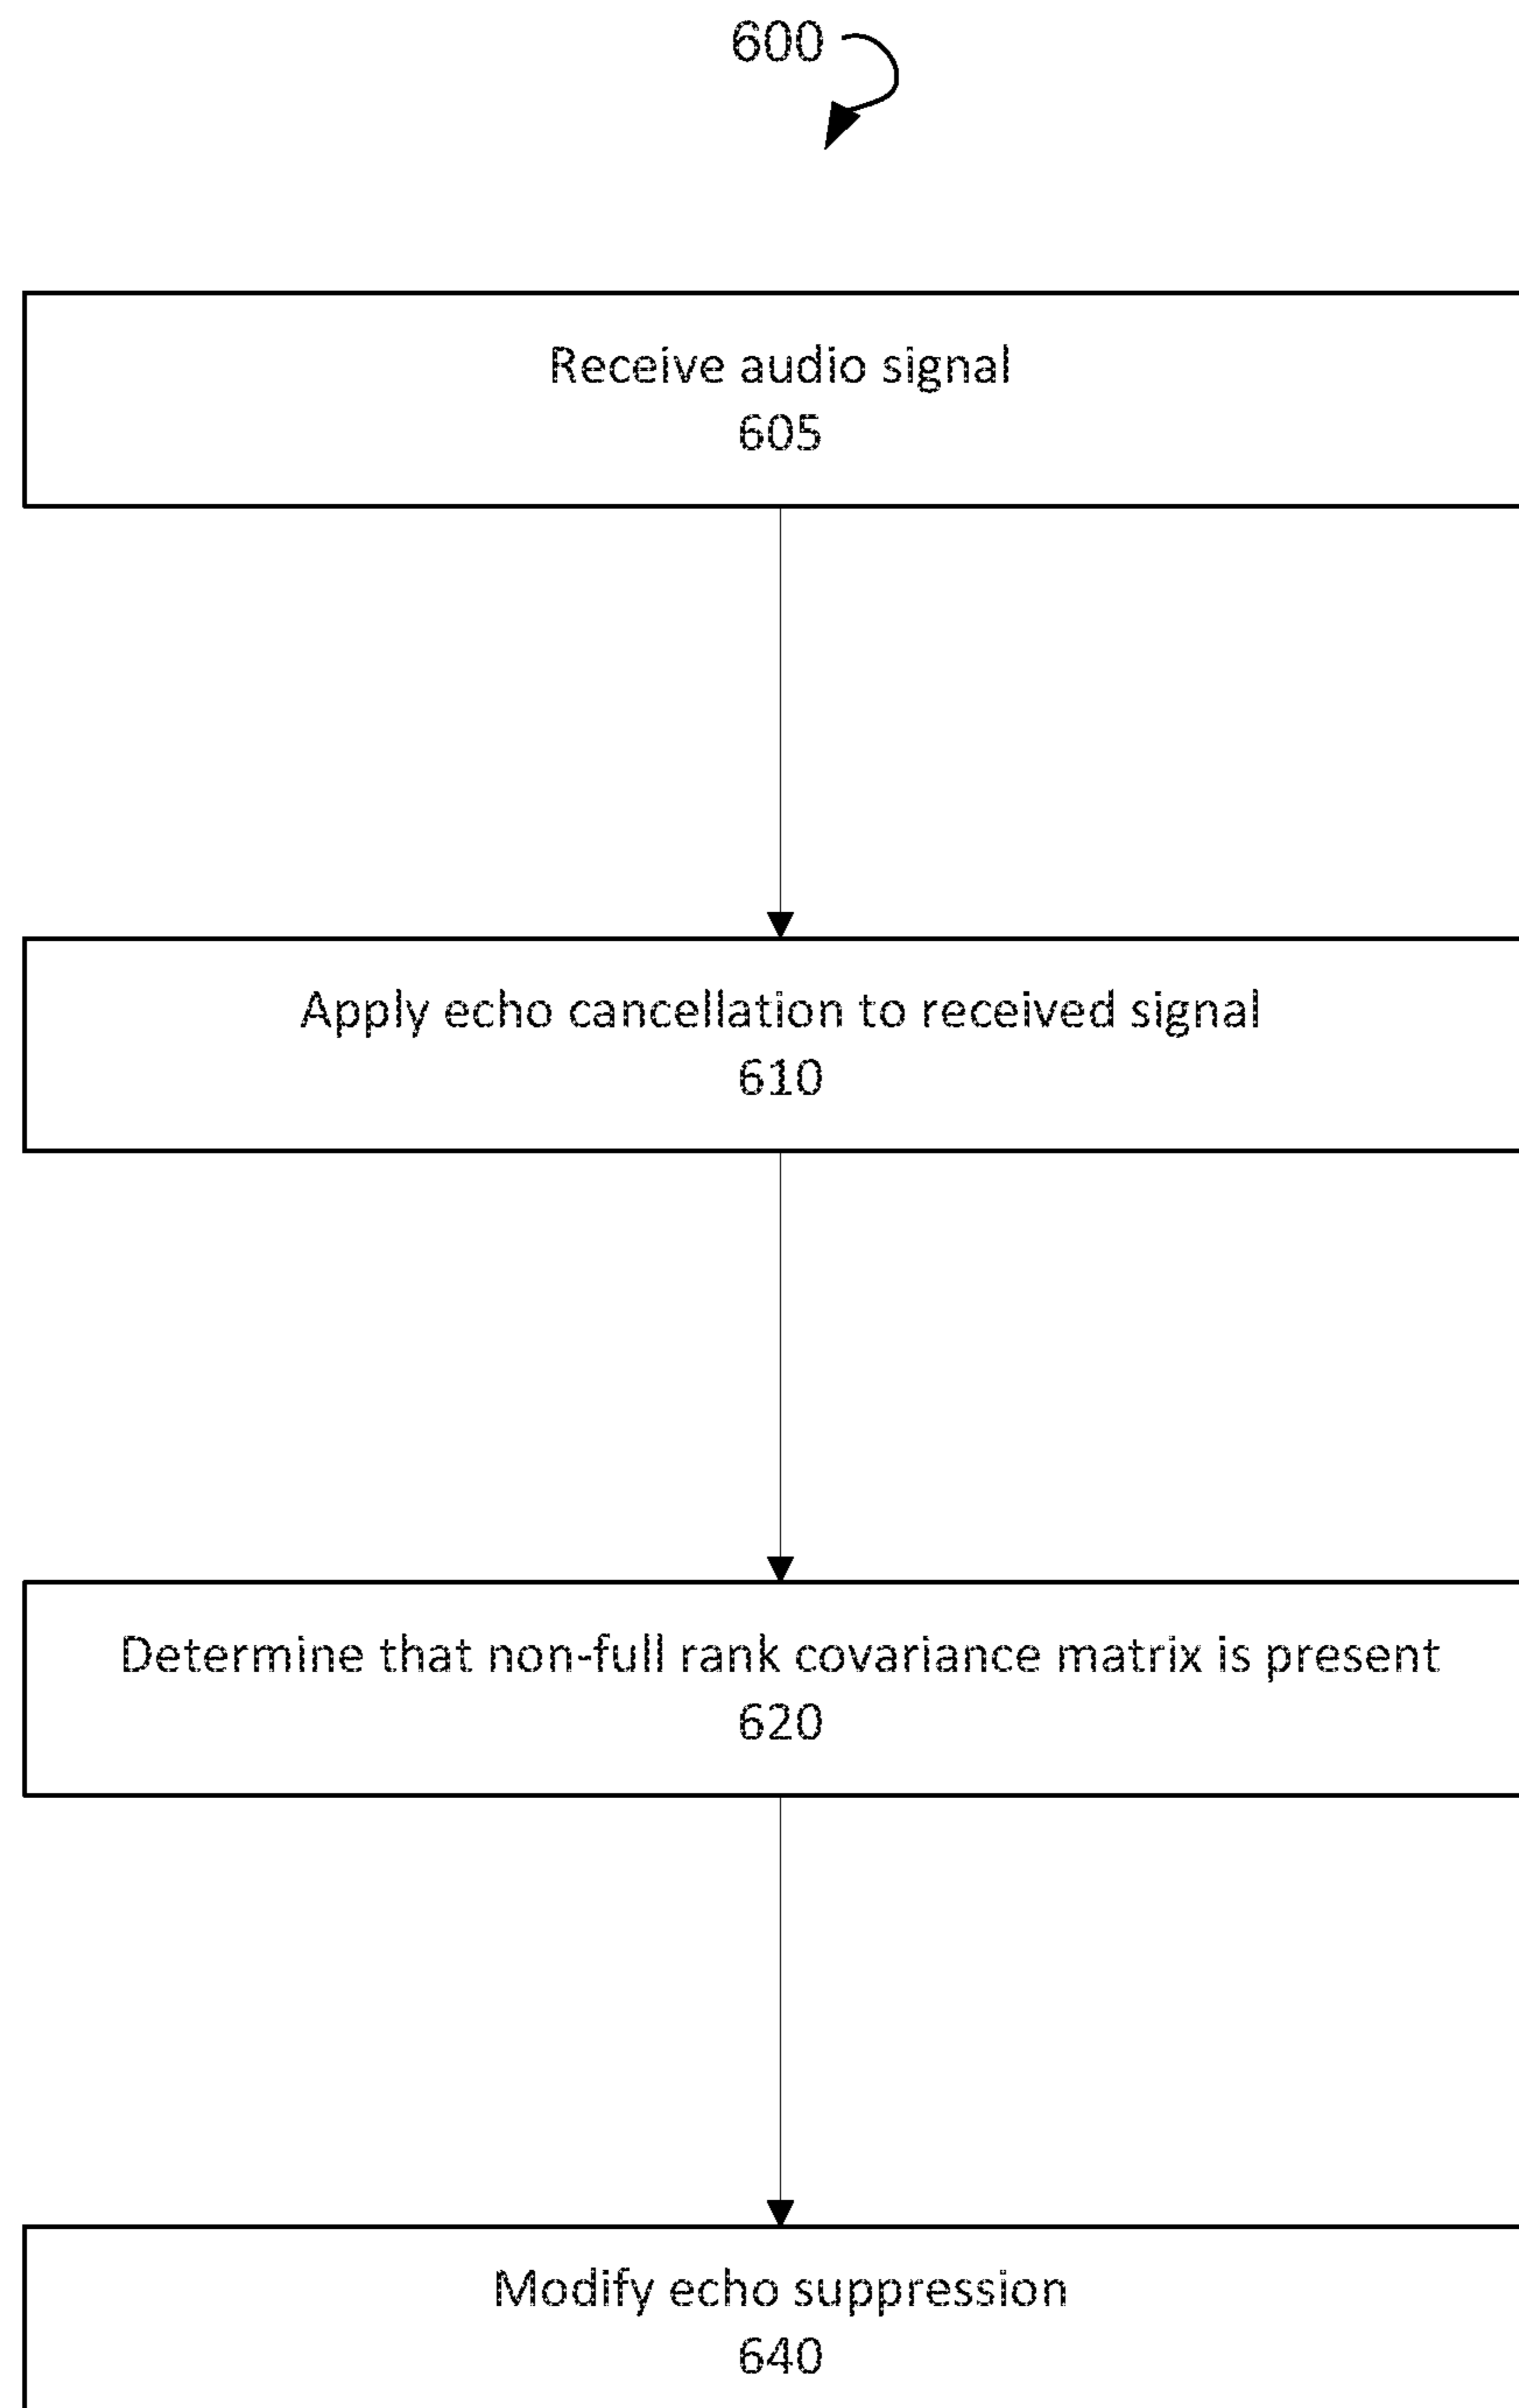 600
Receive audio signal
605
Apply echo cancellation to received signal
610
Determine that non-full rank covariance matrix is present
620
Modify echo suppression
640